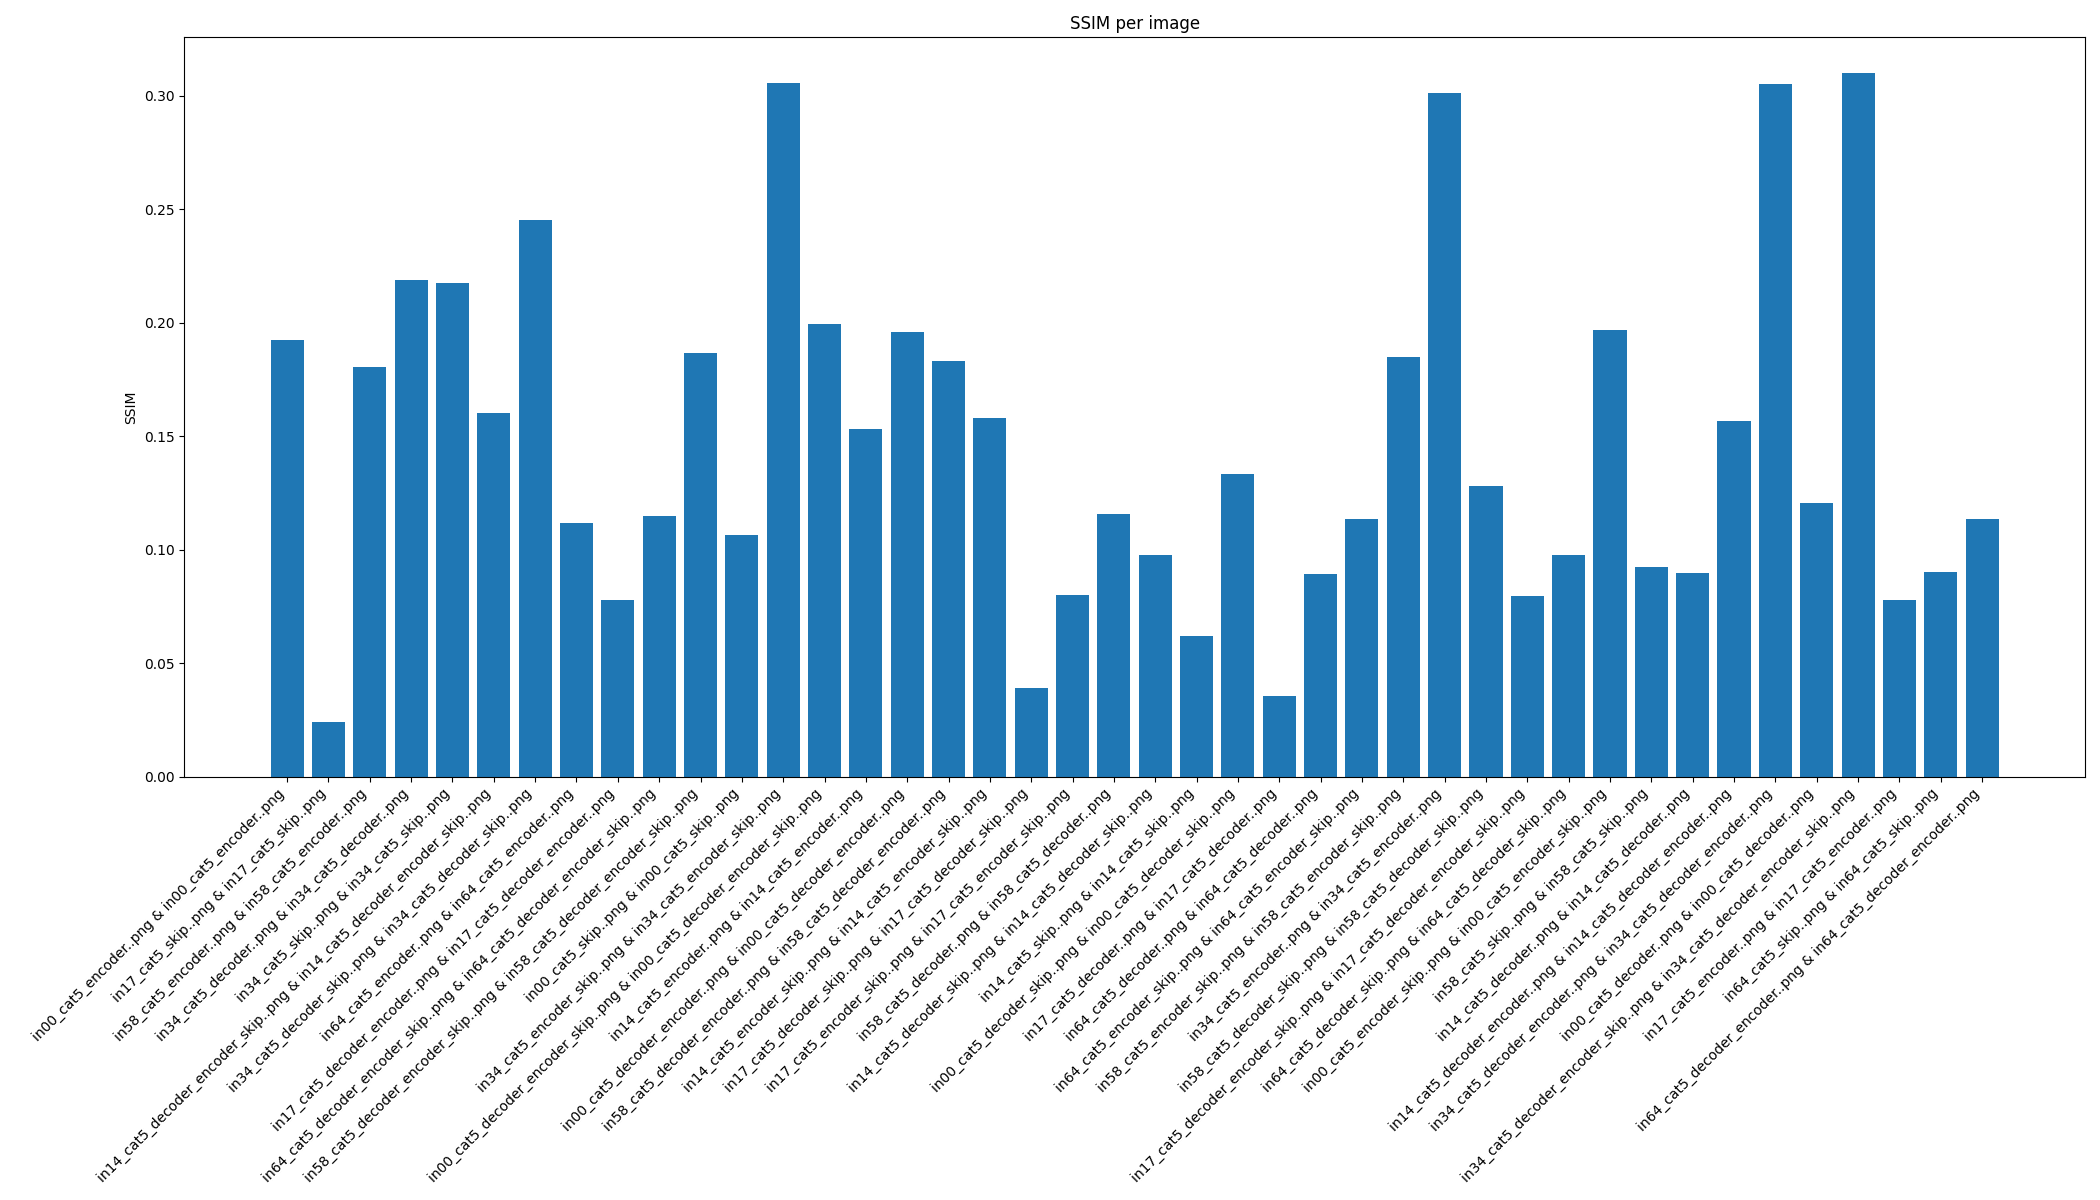 SSIM per image
SSIM
0.30
0.25
0.20
0.15
0.10
0.05
0.00
in00_cat5_encoder..png & in00_cat5_encoder..png
in17_cat5_skip..png & in17_cat5_skip..png
in58_cat5_encoder..png & in58_cat5_encoder..png
in34_cat5_decoder..png & in34_cat5_decoder..png
in34_cat5_skip..png & in34_cat5_skip..png
in14_cat5_decoder_encoder_skip..png & in14_cat5_decoder_encoder_skip..png
in34_cat5_decoder_skip..png & in34_cat5_decoder_skip..png
in64_cat5_encoder..png & in64_cat5_encoder..png
in17_cat5_decoder_encoder..png & in17_cat5_decoder_encoder..png
in64_cat5_decoder_encoder_skip..png & in64_cat5_decoder_encoder_skip..png
in58_cat5_decoder_encoder_skip..png & in58_cat5_decoder_encoder_skip..png
in00_cat5_skip..png & in00_cat5_skip..png
in34_cat5_encoder_skip..png & in34_cat5_encoder_skip..png
in00_cat5_decoder_encoder_skip..png & in00_cat5_decoder_encoder_skip..png
in14_cat5_encoder..png & in14_cat5_encoder..png
in00_cat5_decoder_encoder..png & in00_cat5_decoder_encoder..png
in58_cat5_decoder_encoder..png & in58_cat5_decoder_encoder..png
in14_cat5_encoder_skip..png & in14_cat5_encoder_skip..png
in17_cat5_decoder_skip..png & in17_cat5_decoder_skip..png
in17_cat5_encoder_skip..png & in17_cat5_encoder_skip..png
in58_cat5_decoder..png & in58_cat5_decoder..png
in14_cat5_decoder_skip..png & in14_cat5_decoder_skip..png
in14_cat5_skip..png & in14_cat5_skip..png
in00_cat5_decoder_skip..png & in00_cat5_decoder_skip..png
in17_cat5_decoder..png & in17_cat5_decoder..png
in64_cat5_decoder..png & in64_cat5_decoder..png
in64_cat5_encoder_skip..png & in64_cat5_encoder_skip..png
in58_cat5_encoder_skip..png & in58_cat5_encoder_skip..png
in34_cat5_encoder..png & in34_cat5_encoder..png
in58_cat5_decoder_skip..png & in58_cat5_decoder_skip..png
in17_cat5_decoder_encoder_skip..png & in17_cat5_decoder_encoder_skip..png
in64_cat5_decoder_skip..png & in64_cat5_decoder_skip..png
in00_cat5_encoder_skip..png & in00_cat5_encoder_skip..png
in58_cat5_skip..png & in58_cat5_skip..png
in14_cat5_decoder..png & in14_cat5_decoder..png
in14_cat5_decoder_encoder..png & in14_cat5_decoder_encoder..png
in34_cat5_decoder_encoder..png & in34_cat5_decoder_encoder..png
in00_cat5_decoder..png & in00_cat5_decoder..png
in34_cat5_decoder_encoder_skip..png & in34_cat5_decoder_encoder_skip..png
in17_cat5_encoder..png & in17_cat5_encoder..png
in64_cat5_skip..png & in64_cat5_skip..png
in64_cat5_decoder_encoder..png & in64_cat5_decoder_encoder..png